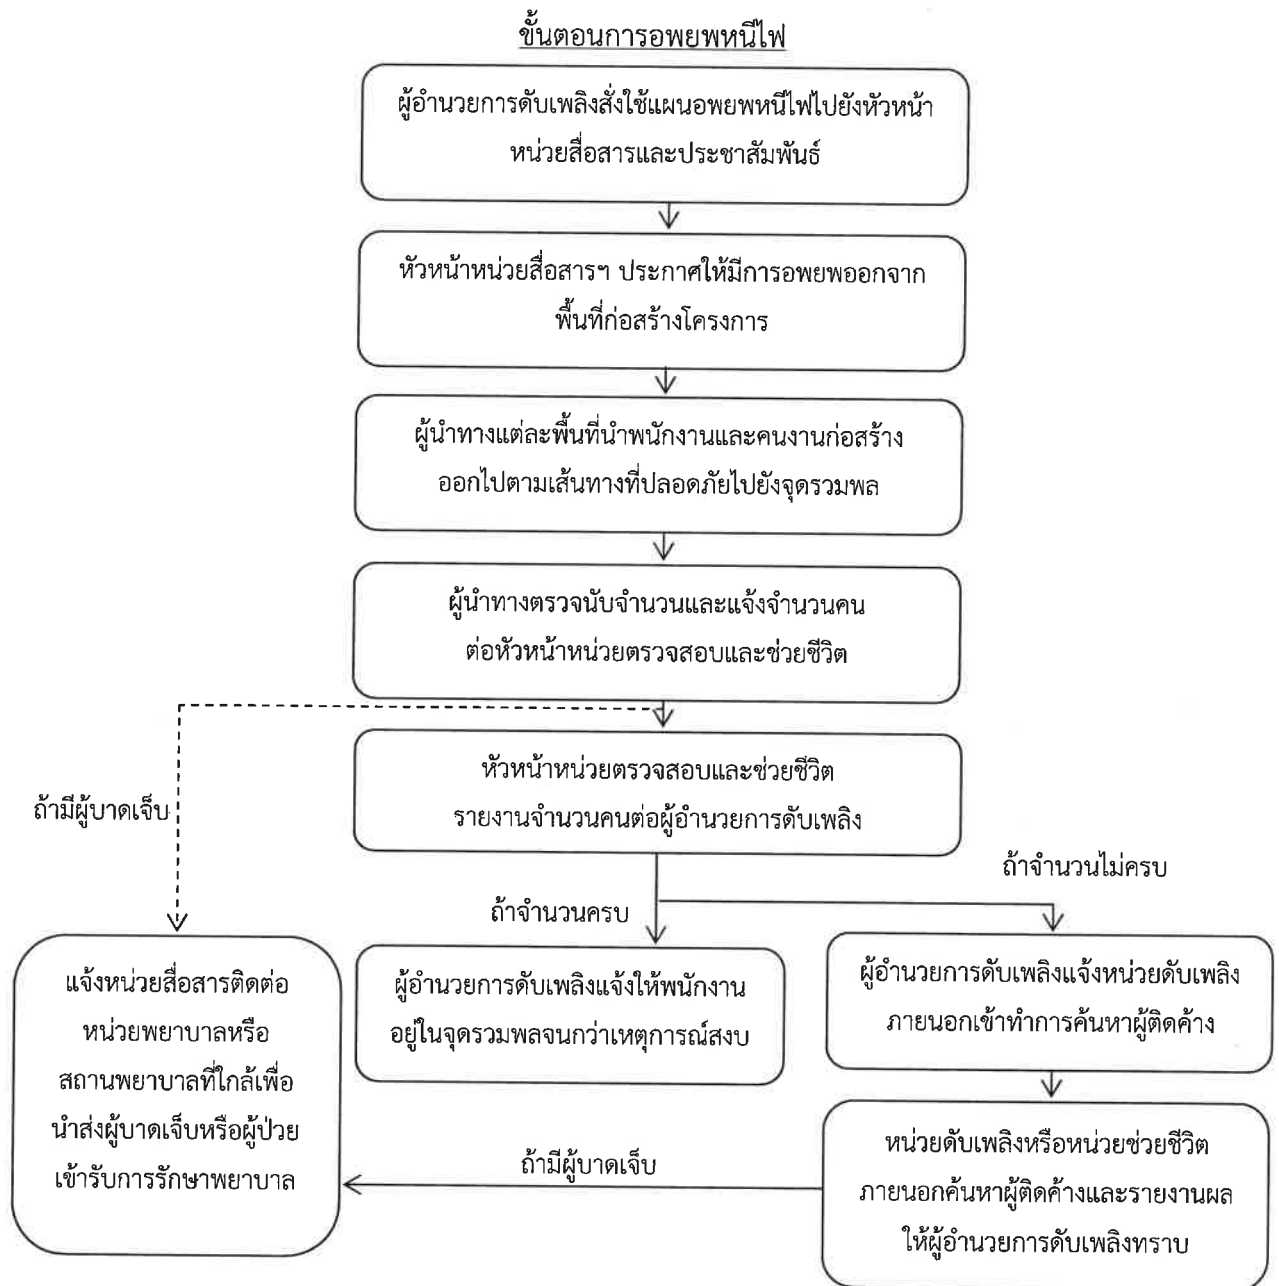 ขั้นตอนการอพยพหนีไฟ
ผู้อำนวยการดับเพลิงสั่งใช้แผนอพยพหนีไฟไปยังหัวหน้า
หน่วยสื่อสารและประชาสัมพันธ์
หัวหน้าหน่วยสื่อสารฯ ประกาศให้มีการอพยพออกจาก
พื้นที่ก่อสร้างโครงการ
ผู้นำทางแต่ละพื้นที่นำพนักงานและคนงานก่อสร้าง
ออกไปตามเส้นทางที่ปลอดภัยไปยังจุดรวมพล
ผู้นำทางตรวจนับจำนวนและแจ้งจำนวนคน
ต่อหัวหน้าหน่วยตรวจสอบและช่วยชีวิต
หัวหน้าหน่วยตรวจสอบและช่วยชีวิต
รายงานจำนวนคนต่อผู้อำนวยการดับเพลิง
ถ้ามีผู้บาดเจ็บ
ถ้าจำนวนครบ
ถ้าจำนวนไม่ครบ
แจ้งหน่วยสื่อสารติดต่อ
หน่วยพยาบาลหรือ
สถานพยาบาลที่ใกล้เพื่อ
นำส่งผู้บาดเจ็บหรือผู้ป่วย
เข้ารับการรักษาพยาบาล
ผู้อำนวยการดับเพลิงแจ้งให้พนักงาน
อยู่ในจุดรวมพลจนกว่าเหตุการณ์สงบ
ผู้อำนวยการดับเพลิงแจ้งหน่วยดับเพลิง
ภายนอกเข้าทำการค้นหาผู้ติดค้าง
ถ้ามีผู้บาดเจ็บ
หน่วยดับเพลิงหรือหน่วยช่วยชีวิต
ภายนอกค้นหาผู้ติดค้างและรายงานผล
ให้ผู้อำนวยการดับเพลิงทราบ